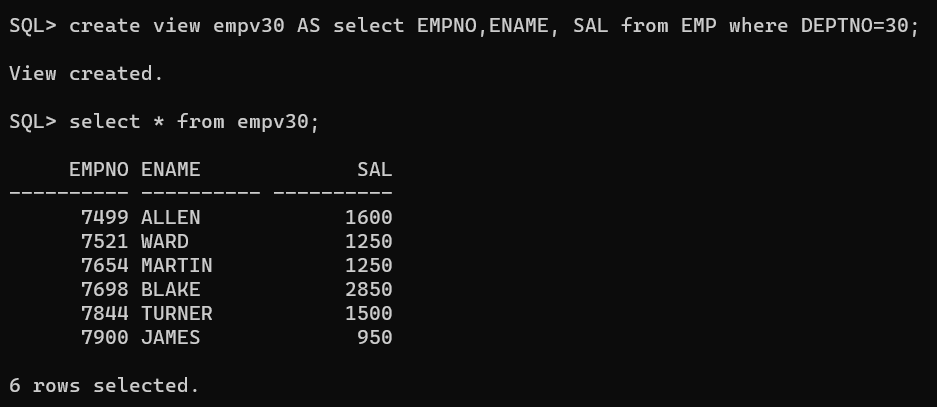 SQL> create view empv30 AS select EMPNO,ENAME, SAL from EMP where DEPTNO=30;
View created.
SQL> select * from empv30;
     EMPNO ENAME             SAL
---------- ---------- ----------
      7499 ALLEN            1600
      7521 WARD             1250
      7654 MARTIN           1250
      7698 BLAKE            2850
      7844 TURNER           1500
      7900 JAMES             950
6 rows selected.